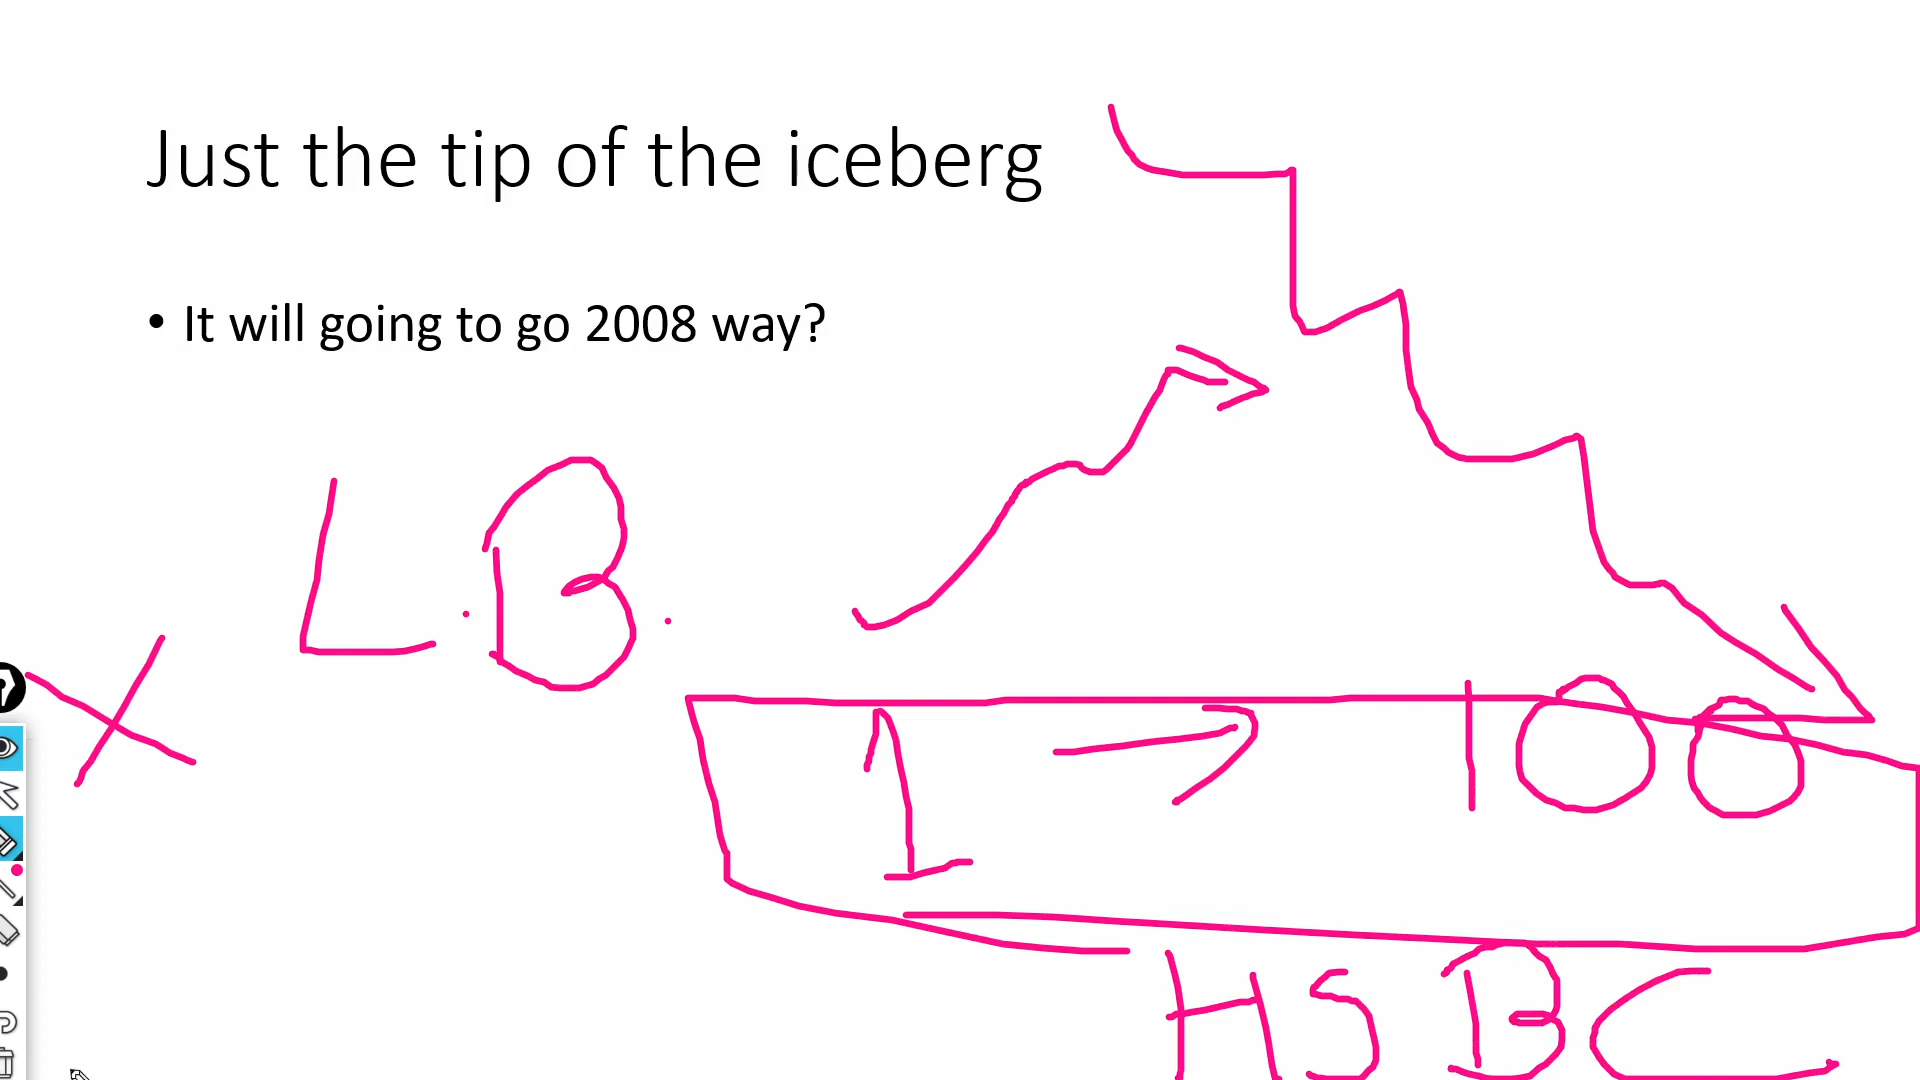 Just the tip of the iceberg
• It will going to go 2008 way?
L.B.
1 → 100
HSBC